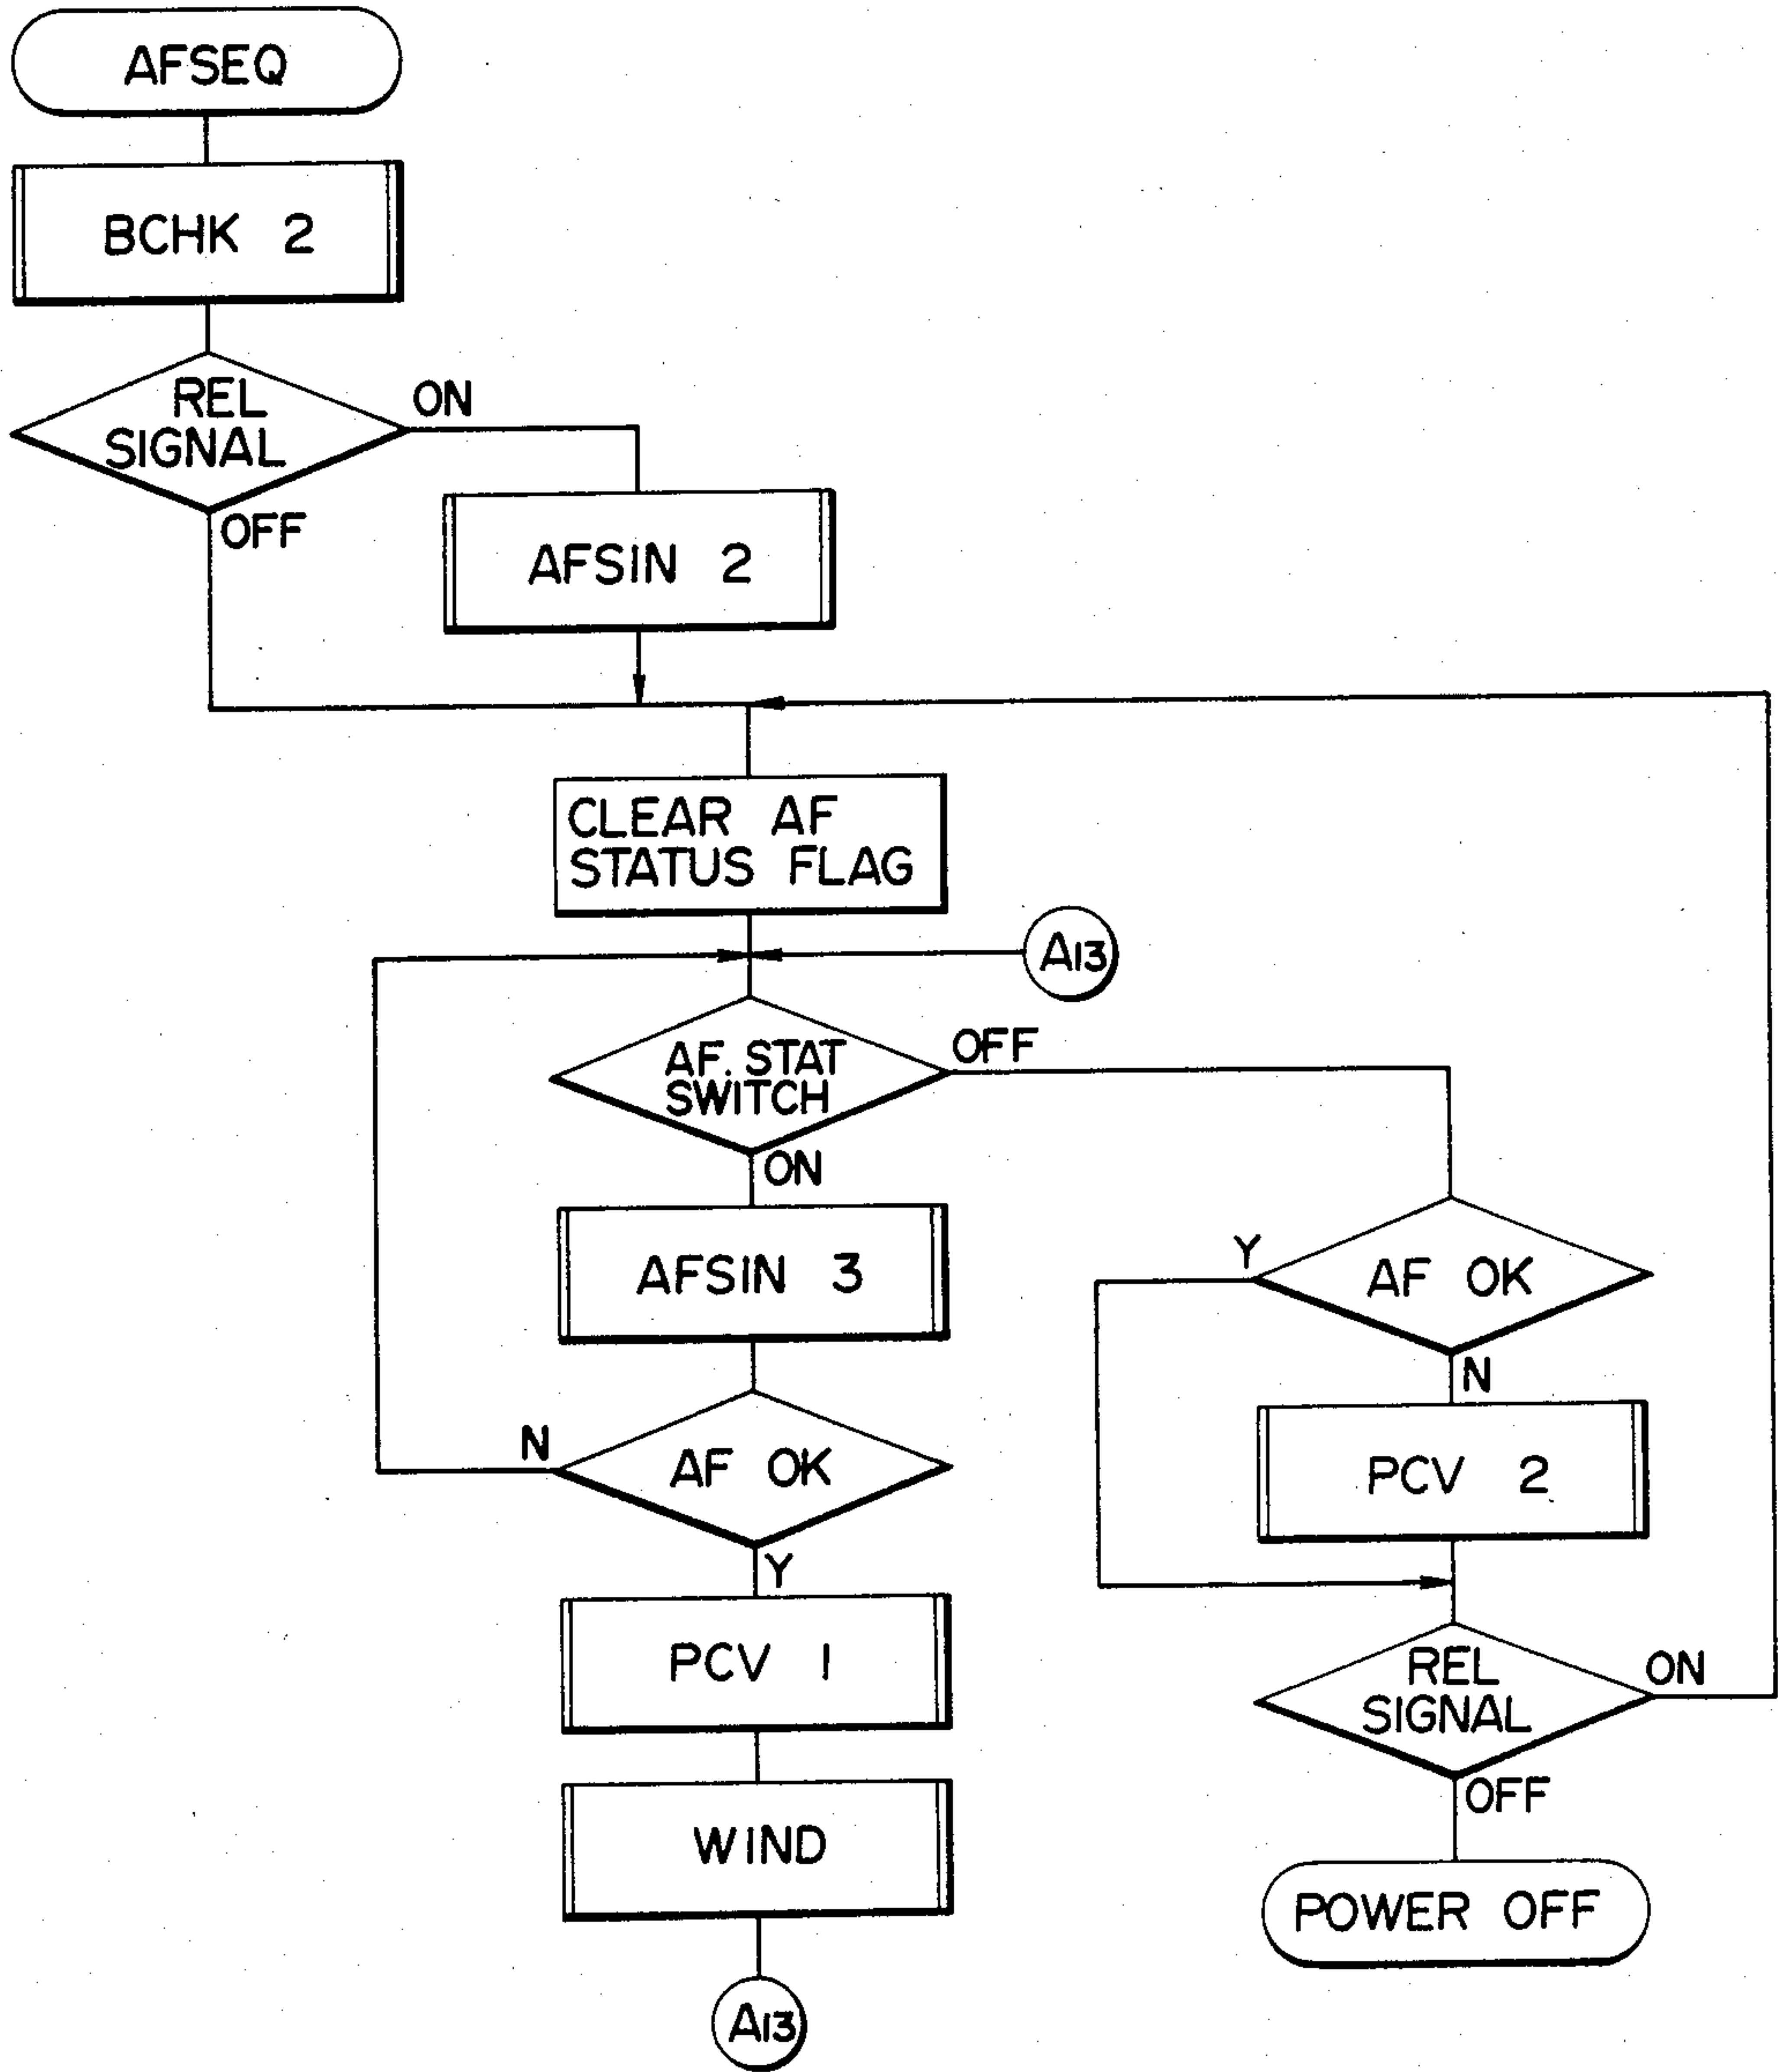 AFSEQ
BCHK 2
REL
SIGNAL
ON
OFF
AFSIN 2
CLEAR AF
STATUS FLAG
A13
AF. STAT
SWITCH
OFF
ON
AFSIN 3
Y
AF OK
N
PCV 2
N
AF OK
Y
PCV 1
REL
SIGNAL
ON
OFF
WIND
POWER OFF
A13